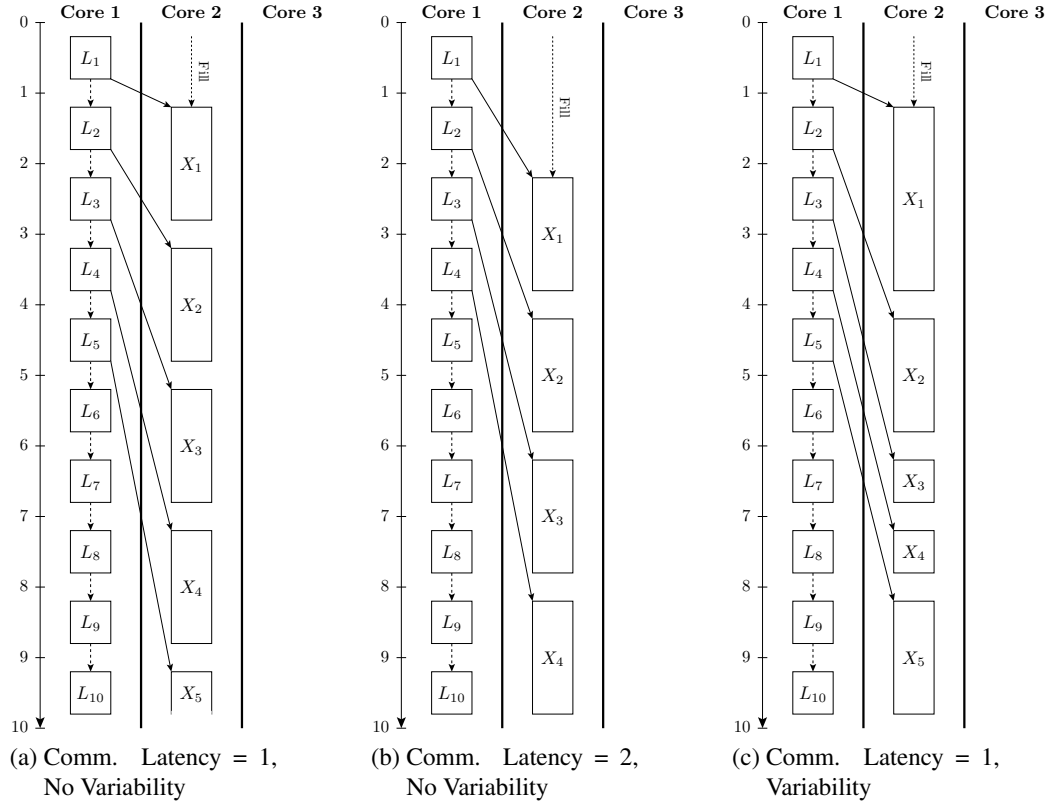 Core 1 Core 2 Core 3
0
1
2
3
4
5
6
7
8
9
10
L1
L2
L3
L4
L5
L6
L7
L8
L9
L10
Fill
X1
X2
X3
X4
X5
(a) Comm. Latency = 1,
No Variability
Core 1 Core 2 Core 3
0
1
2
3
4
5
6
7
8
9
10
L1
L2
L3
L4
L5
L6
L7
L8
L9
L10
Fill
X1
X2
X3
X4
(b) Comm. Latency = 2,
No Variability
Core 1 Core 2 Core 3
0
1
2
3
4
5
6
7
8
9
10
L1
L2
L3
L4
L5
L6
L7
L8
L9
L10
Fill
X1
X2
X3
X4
X5
(c) Comm. Latency = 1,
Variability